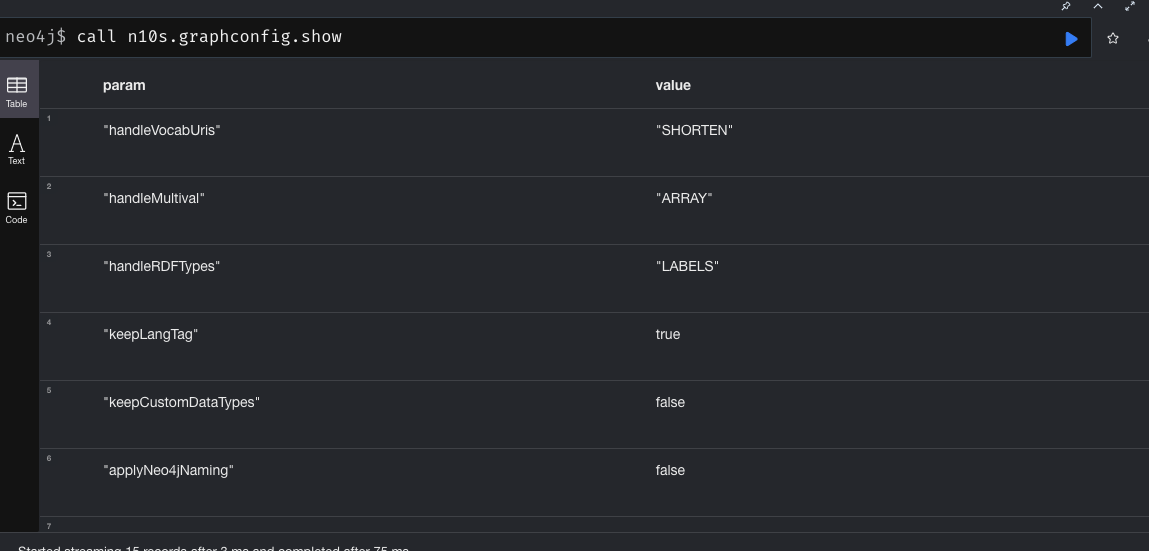 neo4j$ call n10s.graphconfig.show
Table
Text
Code
param value
1 "handleVocabUris" "SHORTEN"
2 "handleMultival" "ARRAY"
3 "handleRDFTypes" "LABELS"
4 "keepLangTag" true
5 "keepCustomDataTypes" false
6 "applyNeo4jNaming" false
7
Started streaming 15 records after 3 ms and completed after 75 ms.